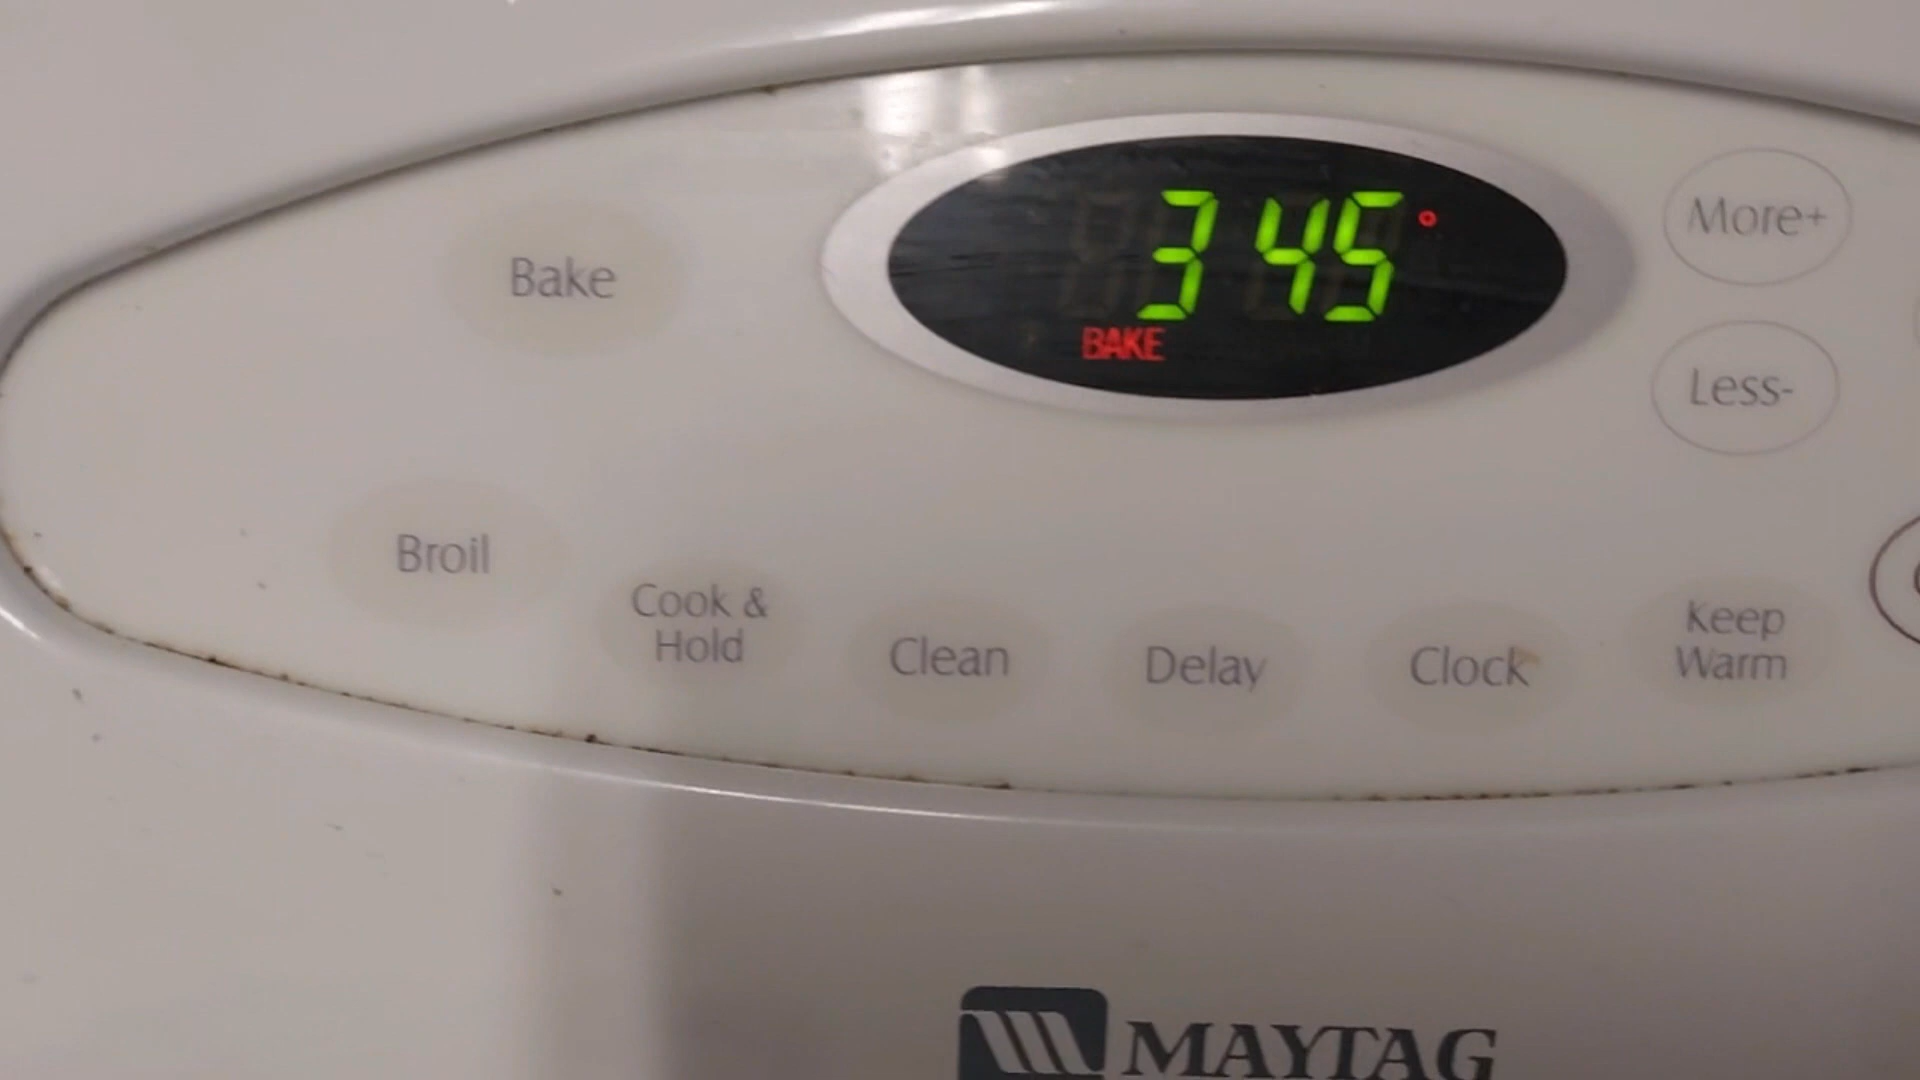 345°
BAKE
More+
Less-
Bake
Broil
Cook &
Hold
Clean
Delay
Clock
Keep
Warm
MAYTAG